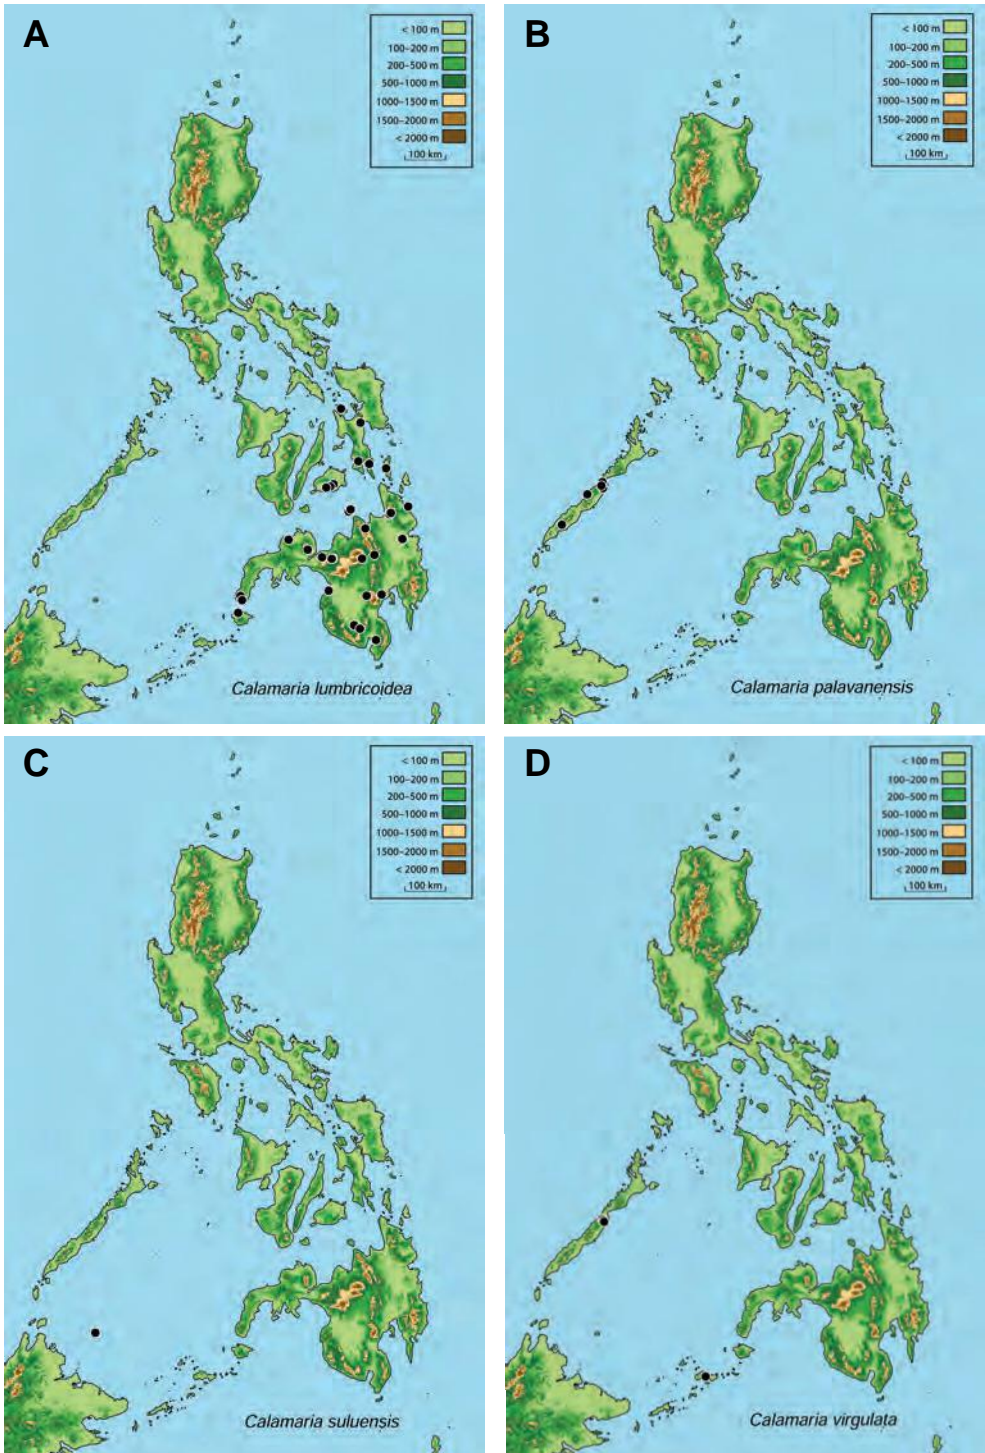 A
< 100 m
100–200 m
200–500 m
500–1000 m
1000–1500 m
1500–2000 m
< 2000 m
100 km
Calamaria lumbricoidea
B
< 100 m
100–200 m
200–500 m
500–1000 m
1000–1500 m
1500–2000 m
< 2000 m
100 km
Calamaria palavanensis
C
< 100 m
100–200 m
200–500 m
500–1000 m
1000–1500 m
1500–2000 m
< 2000 m
100 km
Calamaria suluensis
D
< 100 m
100–200 m
200–500 m
500–1000 m
1000–1500 m
1500–2000 m
< 2000 m
100 km
Calamaria virgulata